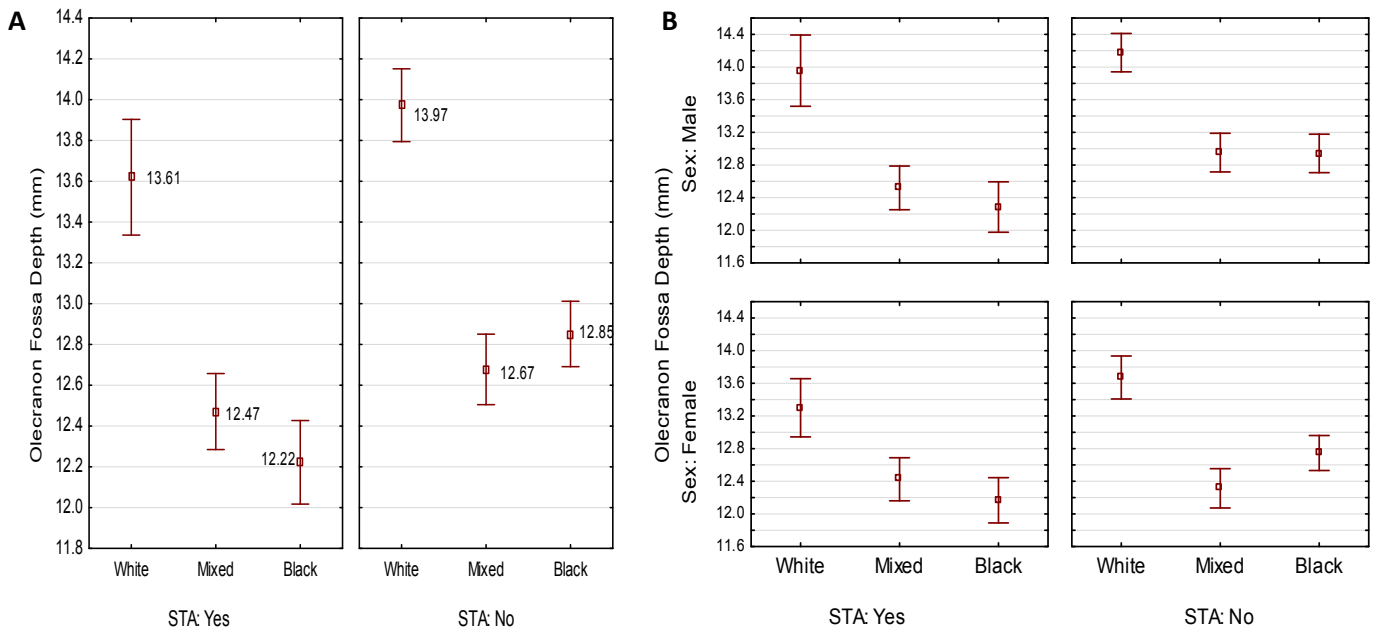 A
Olecranon Fossa Depth (mm)
14.4
14.2
14.0
13.8
13.6
13.4
13.2
13.0
12.8
12.6
12.4
12.2
12.0
11.8
13.61
12.47
12.22
13.97
12.67
12.85
White Mixed Black
White Mixed Black
STA: Yes
STA: No
B
Olecranon Fossa Depth (mm)
Sex: Male
14.4
14.0
13.6
13.2
12.8
12.4
12.0
11.6
Sex: Female
14.4
14.0
13.6
13.2
12.8
12.4
12.0
11.6
White Mixed Black
White Mixed Black
STA: Yes
STA: No